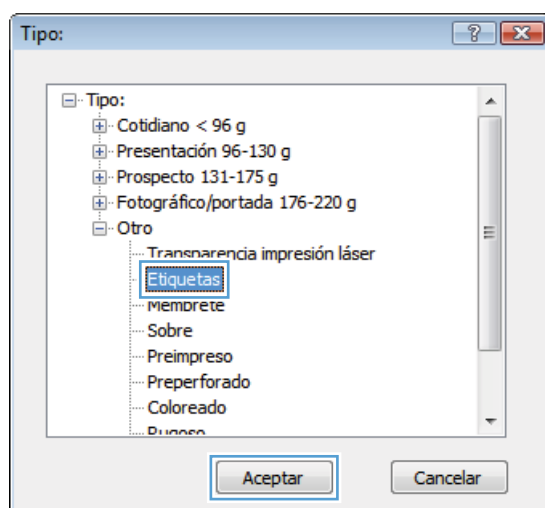 Tipo:
Tipo:
Cotidiano < 96 g
Presentación 96-130 g
Prospecto 131-175 g
Fotográfico/portada 176-220 g
Otro
Transparencia impresión láser
Etiquetas
Membrete
Sobre
Preimpreso
Preperforado
Coloreado
Rugoso
Aceptar Cancelar